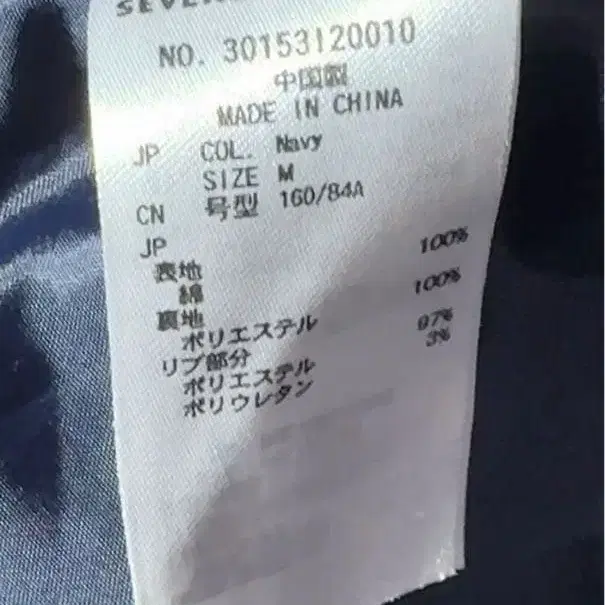 SEVEN
NO. 30153120010
中国製
MADE IN CHINA
JP COL. Navy
SIZE M
CN 号型 160/84A
JP
表地
綿 100%
裏地
ポリエステル 100%
リブ部分
ポリエステル 97%
ポリウレタン 3%